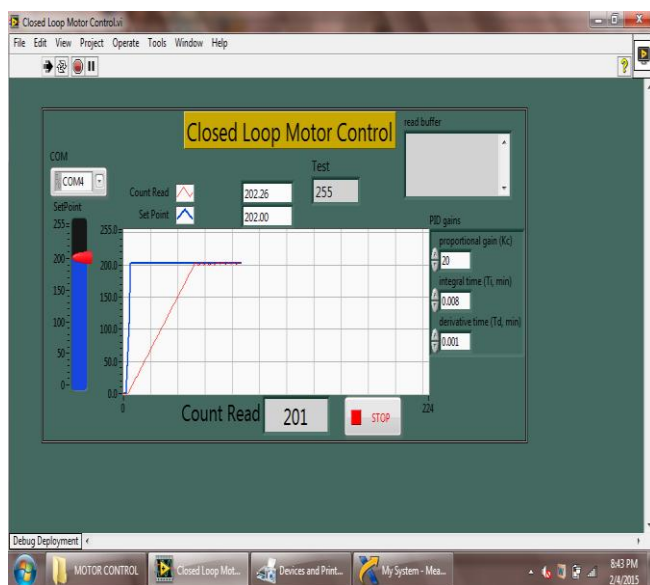 Closed Loop Motor Control.vi
File Edit View Project Operate Tools Window Help
Closed Loop Motor Control
read buffer
COM
COM4
Test
255
Count Read
202.26
Set Point
202.00
SetPoint
255
200
150
100
50
0
255.0
200.0
150.0
100.0
50.0
0.0
0
224
PID gains
proportional gain (Kc)
20
integral time (Ti, min)
0.008
derivative time (Td, min)
0.001
Count Read
201
STOP
Debug Deployment
MOTOR CONTROL
Closed Loop Mot...
Devices and Print...
My System - Mea...
8:43 PM
2/4/2015